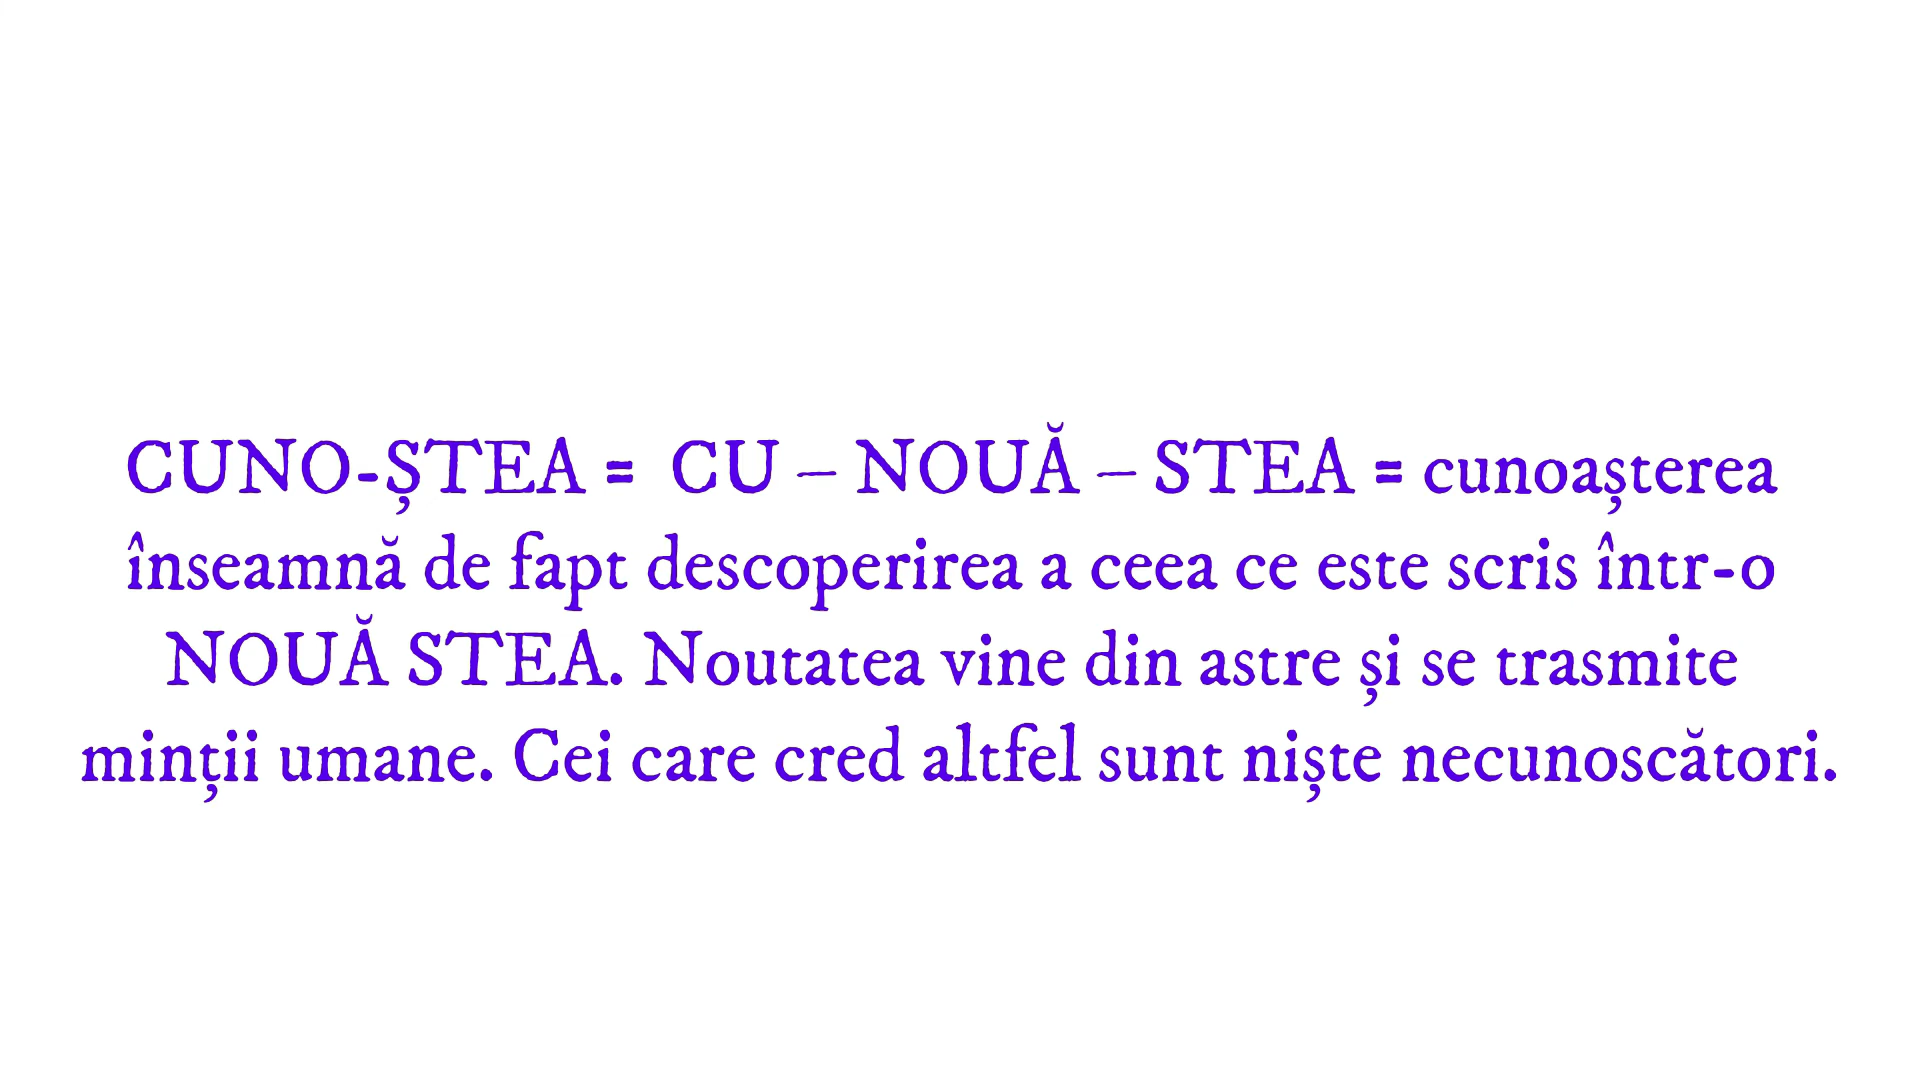 CUNO-ȘTEA =  CU – NOUĂ – STEA = cunoașterea
înseamnă de fapt descoperirea a ceea ce este scris într-o
NOUĂ STEA. Noutatea vine din astre și se trasmite
minții umane. Cei care cred altfel sunt niște necunoscători.